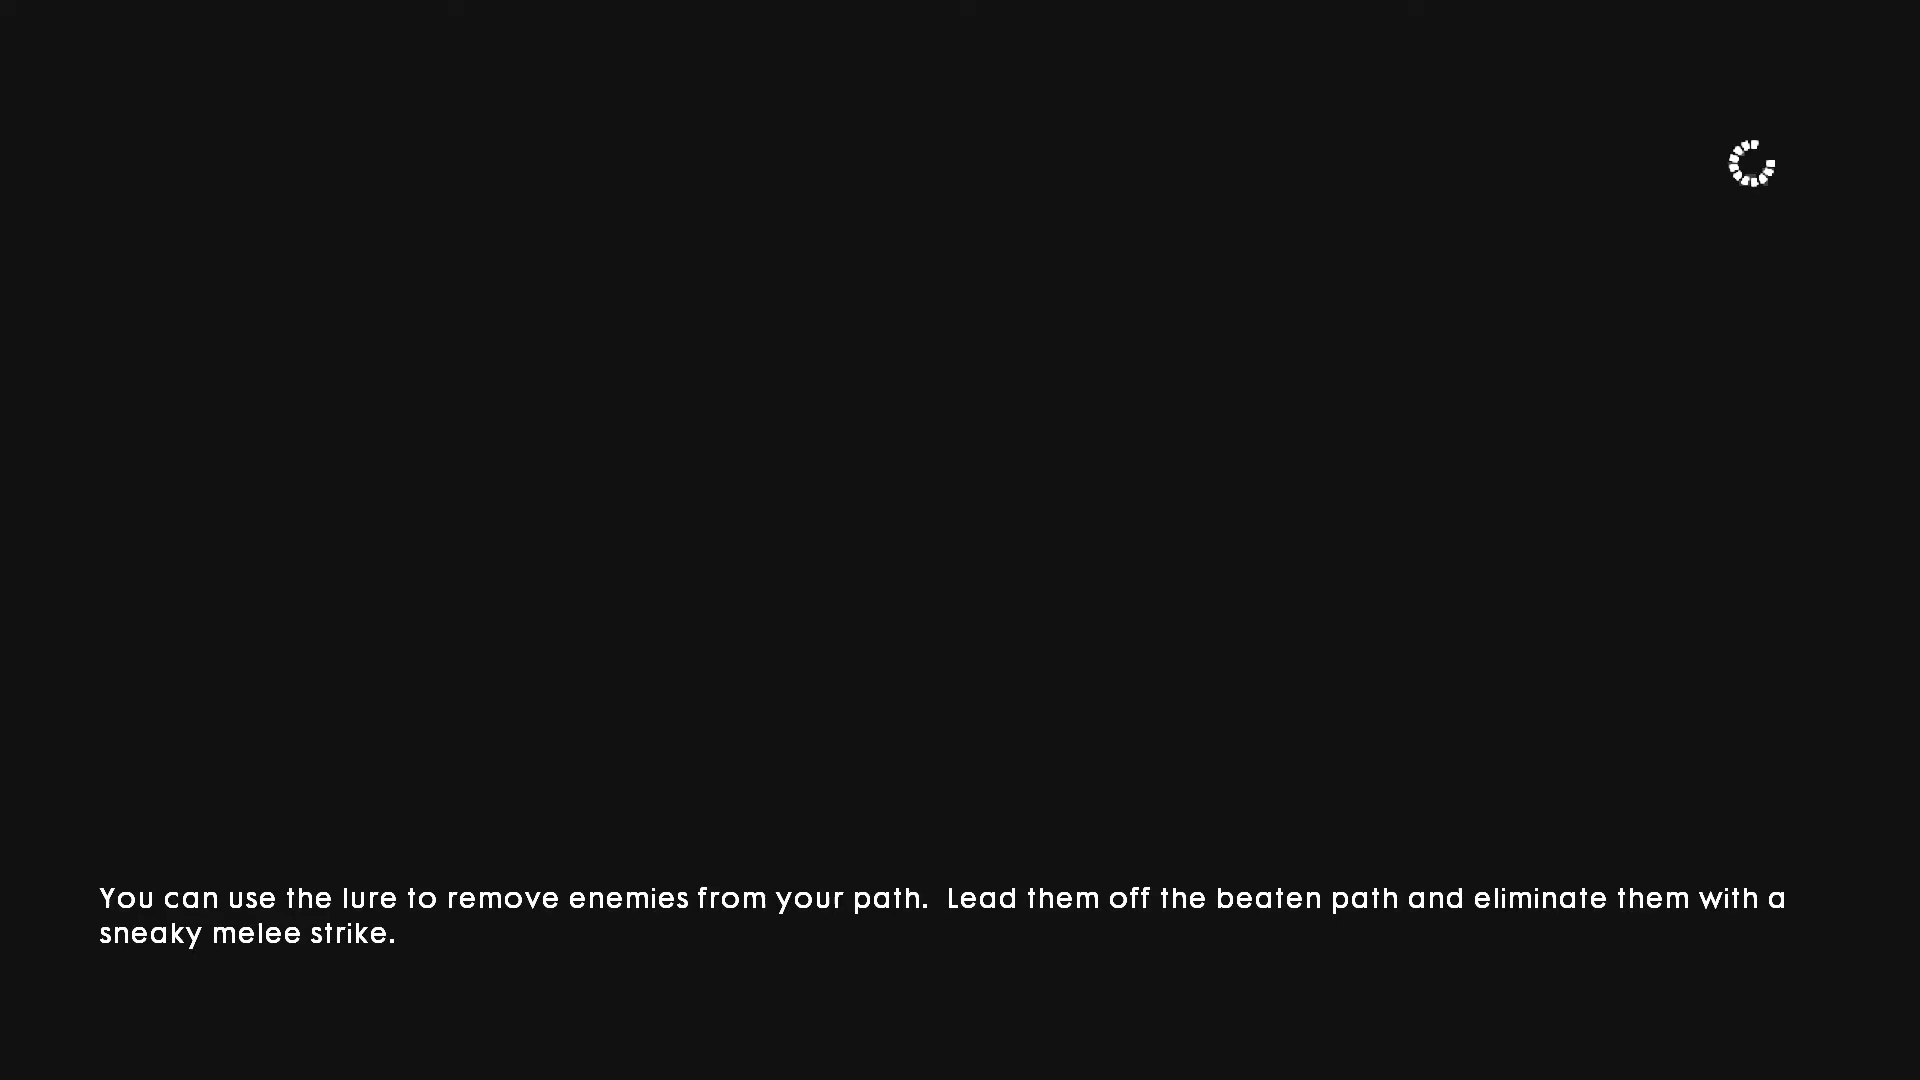 You can use the lure to remove enemies from your path.  Lead them off the beaten path and eliminate them with a
sneaky melee strike.